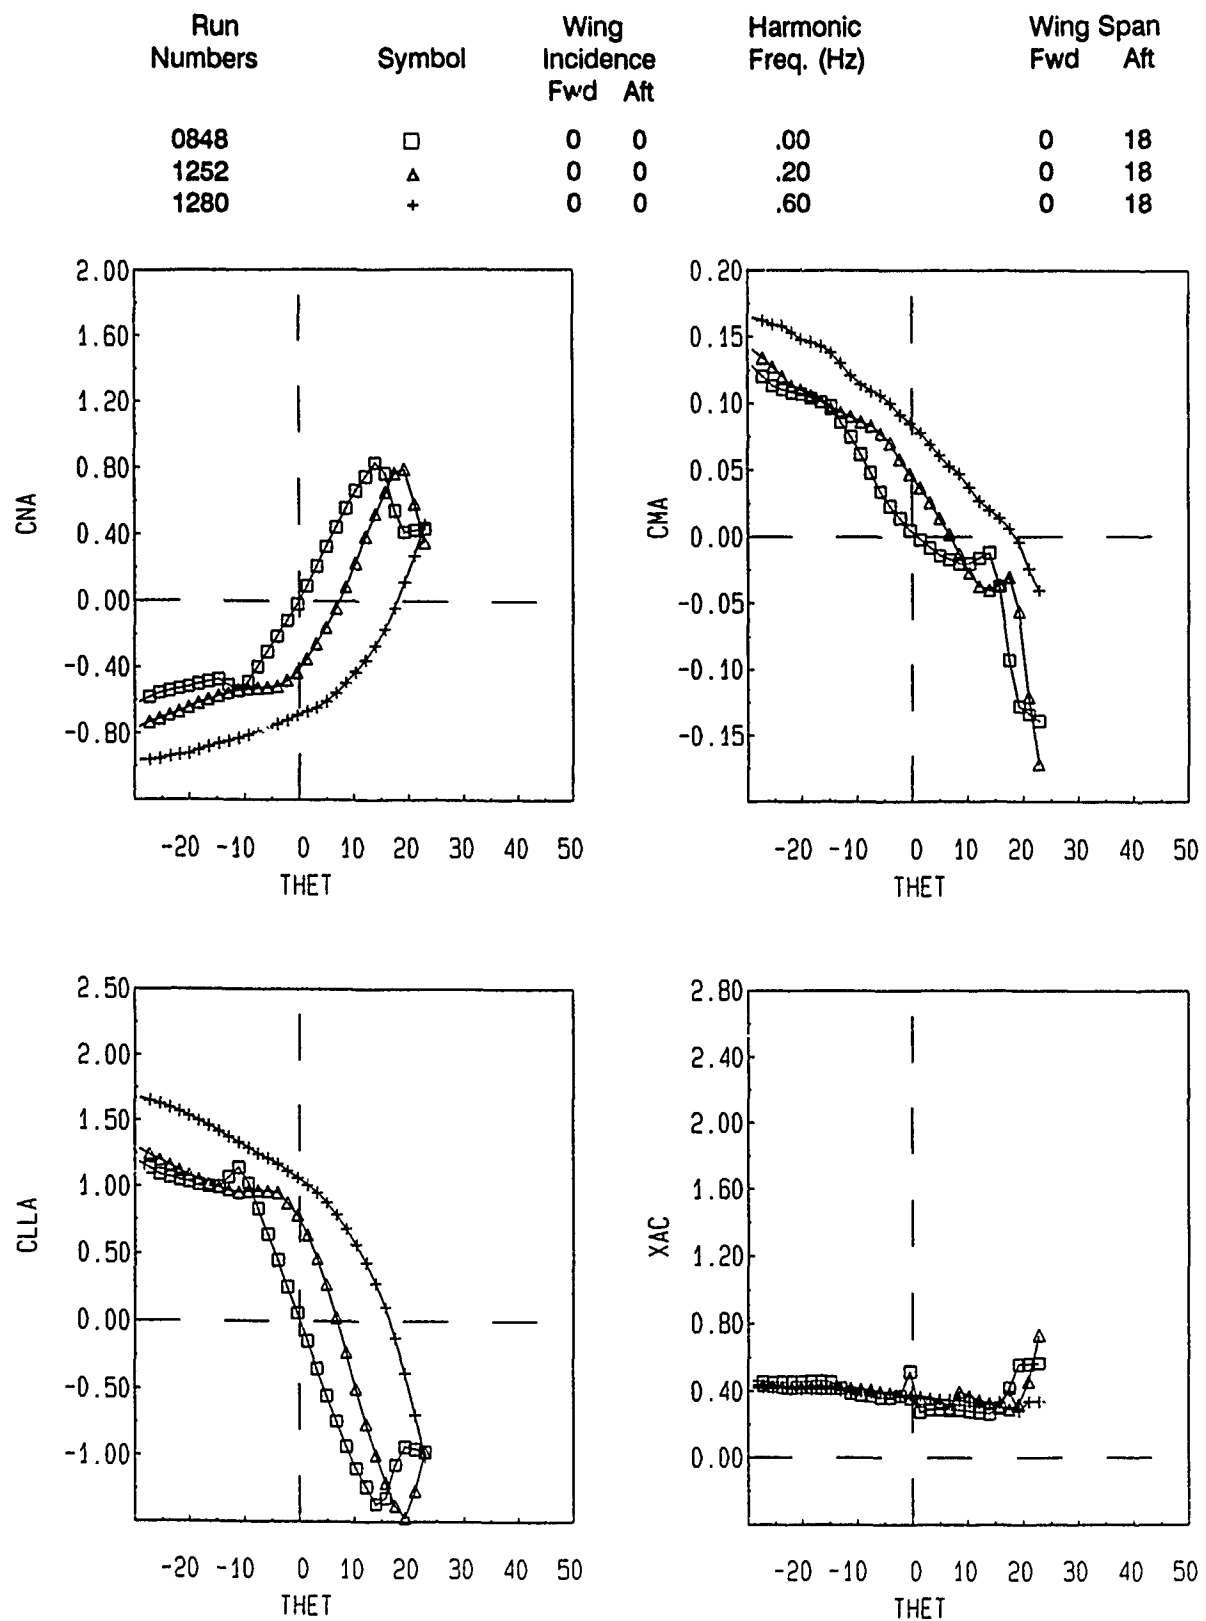 Run Wing Harmonic Wing Span
Numbers Symbol Incidence Freq. (Hz) Fwd Aft
Fwd Aft
0848 0 0 .00 0 18
1252 0 0 .20 0 18
1280 0 0 .60 0 18
2.00
1.60
1.20
0.80
0.40
0.00
-0.40
-0.80
CNA
-20 -10 0 10 20 30 40 50
THET
0.20
0.15
0.10
0.05
0.00
-0.05
-0.10
-0.15
CMA
-20 -10 0 10 20 30 40 50
THET
2.50
2.00
1.50
1.00
0.50
0.00
-0.50
-1.00
CLLA
-20 -10 0 10 20 30 40 50
THET
2.80
2.40
2.00
1.60
1.20
0.80
0.40
0.00
XAC
-20 -10 0 10 20 30 40 50
THET